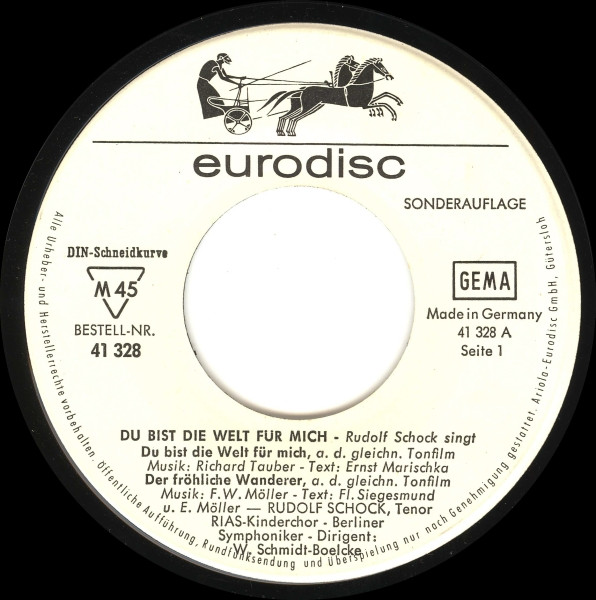 eurodisc
SONDERAUFLAGE
DIN-Schneidkurve
M 45
BESTELL-NR.
41 328
GEMA
Made in Germany
41 328 A
Seite 1
DU BIST DIE WELT FÜR MICH - Rudolf Schock singt
Du bist die Welt für mich, a. d. gleichn. Tonfilm
Musik: Richard Tauber - Text: Ernst Marischka
Der fröhliche Wanderer, a. d. gleichn. Tonfilm
Musik: F. W. Möller - Text: Fl. Siegesmund
u. E. Möller — RUDOLF SCHOCK, Tenor
RIAS-Kinderchor - Berliner
Symphoniker - Dirigent:
W. Schmidt-Boelcke
Alle Urheber- und Herstellerrechte vorbehalten. Öffentliche Aufführung, Rundfunksendung und Überspielung nur nach Genehmigung gestattet. Ariola-Eurodisc GmbH, Gütersloh